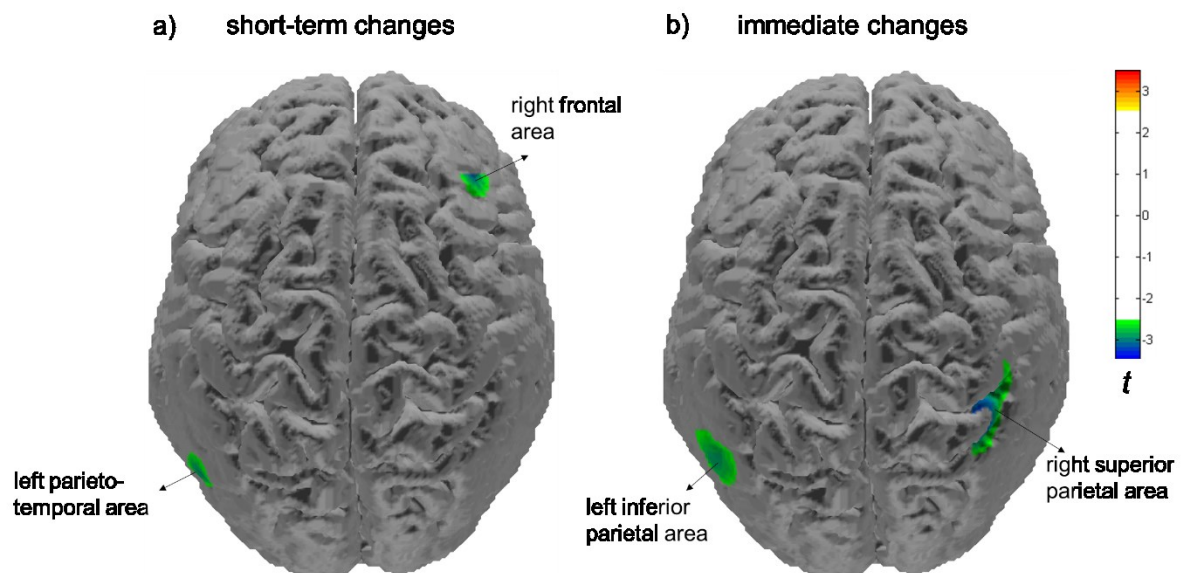 a) short-term changes
b) immediate changes
right frontal
area
3
2
1
0
-1
-2
-3
t
left parieto-
temporal area
left inferior
parietal area
right superior
parietal area